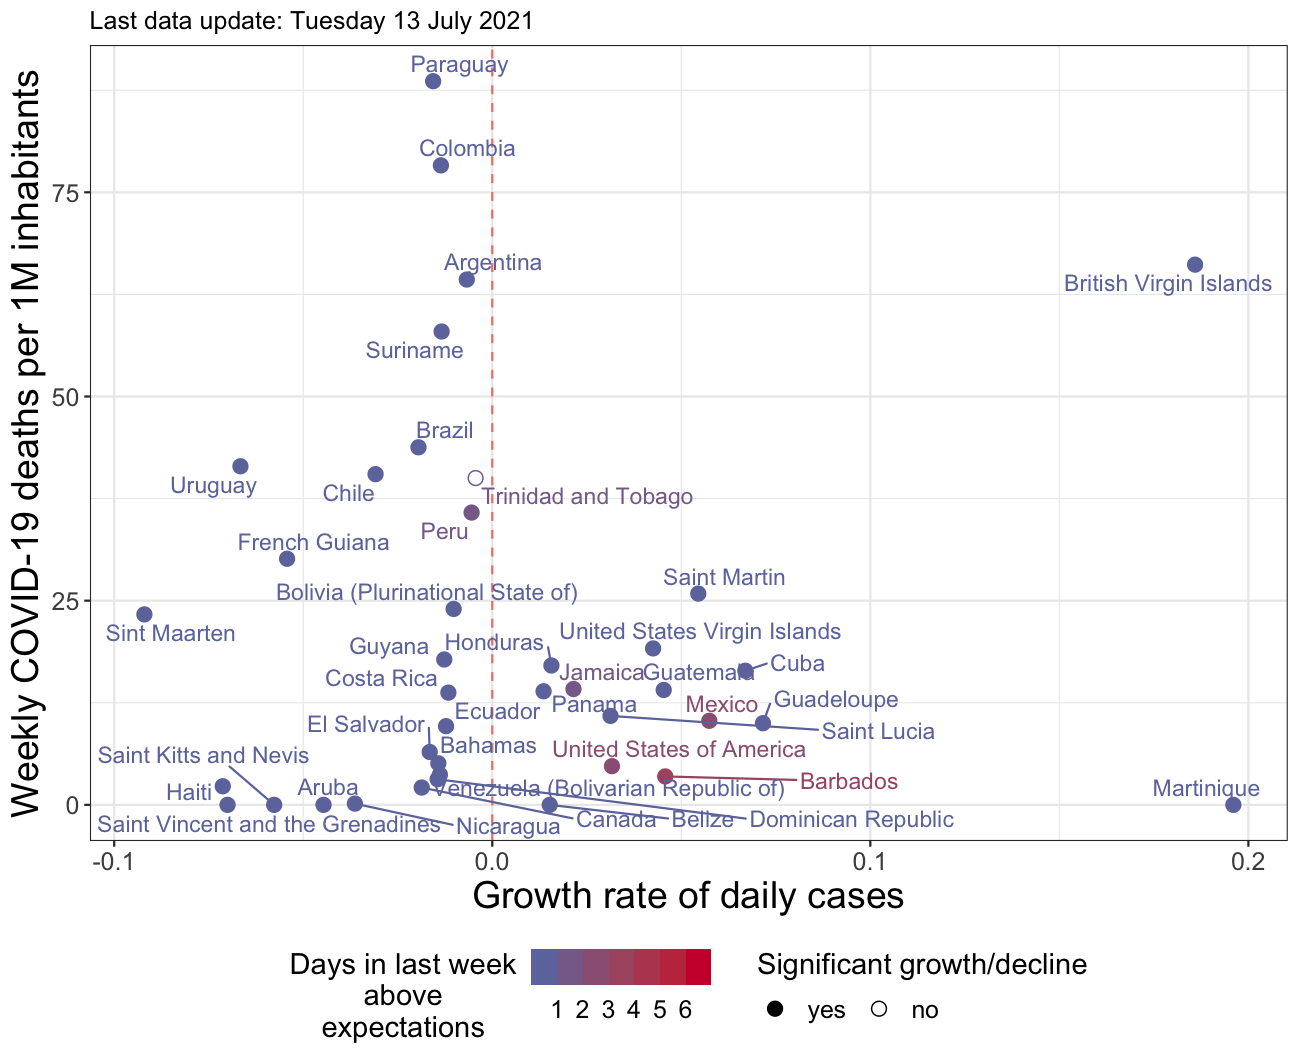 Last data update: Tuesday 13 July 2021
Weekly COVID-19 deaths per 1M inhabitants
75
50
25
0
Paraguay
Colombia
Argentina
British Virgin Islands
Suriname
Brazil
Uruguay
Chile
Trinidad and Tobago
Peru
French Guiana
Saint Martin
Bolivia (Plurinational State of)
Sint Maarten
United States Virgin Islands
Guyana
Honduras
Cuba
Jamaica
Guatemala
Costa Rica
Guadeloupe
Panama
Mexico
Ecuador
El Salvador
Saint Lucia
Bahamas
United States of America
Saint Kitts and Nevis
Barbados
Haiti
Aruba
Venezuela (Bolivarian Republic of)
Martinique
Saint Vincent and the Grenadines
Nicaragua
Canada
Belize
Dominican Republic
-0.1
0.0
0.1
0.2
Growth rate of daily cases
Days in last week
above
expectations
1 2 3 4 5 6
Significant growth/decline
yes
no